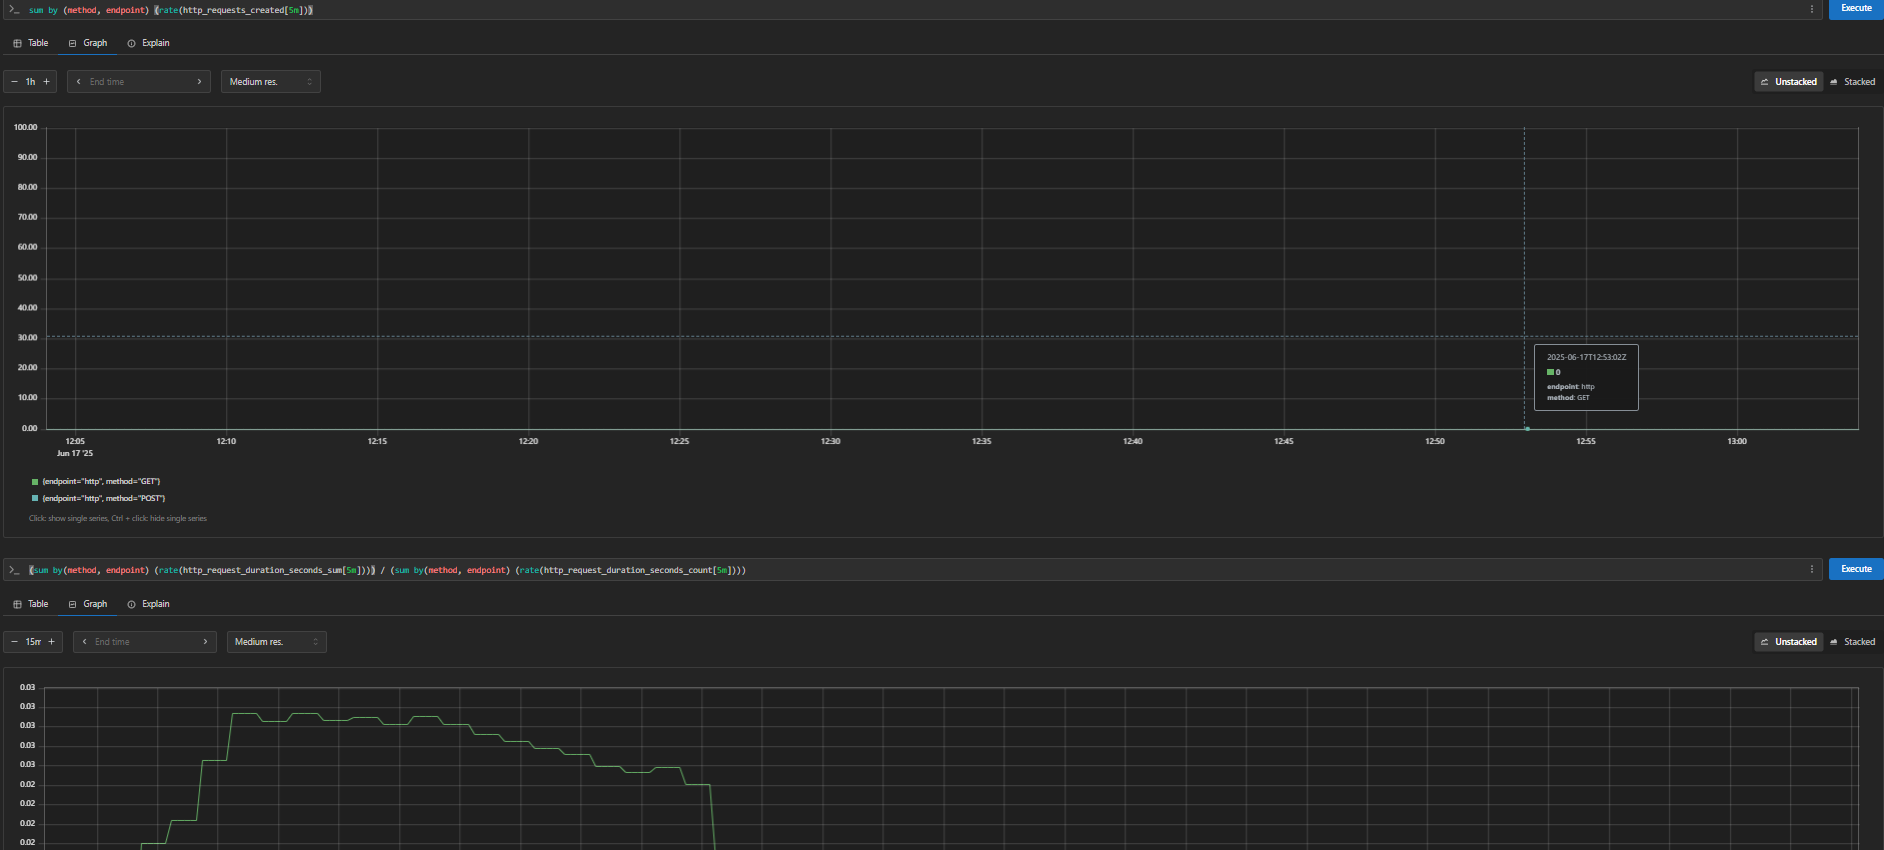 >_ sum by (method, endpoint) (rate(http_requests_created[5m])) ⋮ Execute
Table Graph Explain
− 1h + < End time > Medium res. Unstacked Stacked
100.00
90.00
80.00
70.00
60.00
50.00
40.00
30.00
20.00
10.00
0.00
2025-06-17T12:53:02Z
0
endpoint: http
method: GET
12:05 12:10 12:15 12:20 12:25 12:30 12:35 12:40 12:45 12:50 12:55 13:00
Jun 17 '25
{endpoint="http", method="GET"}
{endpoint="http", method="POST"}
Click: show single series, Ctrl + click: hide single series
>_ (sum by(method, endpoint) (rate(http_request_duration_seconds_sum[5m]))) / (sum by(method, endpoint) (rate(http_request_duration_seconds_count[5m]))) ⋮ Execute
Table Graph Explain
− 15m + < End time > Medium res. Unstacked Stacked
0.03
0.03
0.03
0.03
0.03
0.02
0.02
0.02
0.02